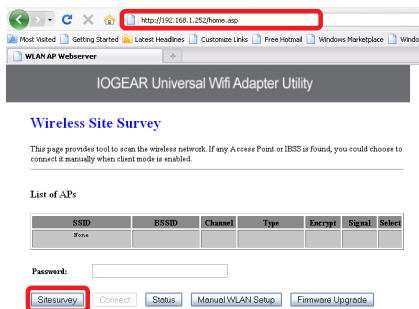 http://192.168.1.252/home.asp
Most Visited Getting Started Latest Headlines Customize Links Free Hotmail Windows Marketplace Windo
WLAN AP Webserver
IOGEAR Universal Wifi Adapter Utility
Wireless Site Survey
This page provides tool to scan the wireless network. If any Access Point or IBSS is found, you could choose to
connect it manually when client mode is enabled.
List of APs
SSID BSSID Channel Type Encrypt Signal Select
None
Password:
Sitesurvey Connect Status Manual WLAN Setup Firmware Upgrade